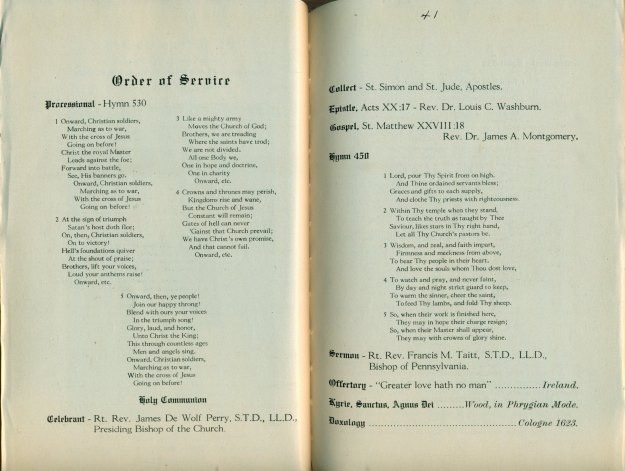 Order of Service
Processional - Hymn 530
1 Onward, Christian soldiers,
Marching as to war,
With the cross of Jesus
Going on before!
Christ the royal Master
Leads against the foe;
Forward into battle,
See, His banners go.
Onward, Christian soldiers,
Marching as to war,
With the cross of Jesus
Going on before!
2 At the sign of triumph
Satan's host doth flee;
On, then, Christian soldiers,
On to victory!
Hell's foundations quiver
At the shout of praise;
Brothers, lift your voices,
Loud your anthems raise!
Onward, etc.
3 Like a mighty army
Moves the Church of God;
Brothers, we are treading
Where the saints have trod;
We are not divided,
All one Body we,
One in hope and doctrine,
One in charity
Onward, etc.
4 Crowns and thrones may perish,
Kingdoms rise and wane,
But the Church of Jesus
Constant will remain;
Gates of hell can never
'Gainst that Church prevail;
We have Christ's own promise,
And that cannot fail.
Onward, etc.
5 Onward, then, ye people!
Join our happy throng!
Blend with ours your voices
In the triumph song!
Glory, laud, and honor,
Unto Christ the King;
This through countless ages
Men and angels sing.
Onward, Christian soldiers,
Marching as to war,
With the cross of Jesus
Going on before!
Holy Communion
Celebrant - Rt. Rev. James De Wolf Perry, S.T.D., LL.D.,
Presiding Bishop of the Church.
41
Collect - St. Simon and St. Jude, Apostles.
Epistle, Acts XX:17 - Rev. Dr. Louis C. Washburn.
Gospel, St. Matthew XXVIII:18
Rev. Dr. James A. Montgomery.
Hymn 450
1 Lord, pour Thy Spirit from on high,
And Thine ordained servants bless;
Graces and gifts to each supply,
And clothe Thy priests with righteousness.
2 Within Thy temple when they stand,
To teach the truth as taught by Thee
Saviour, like stars in Thy right hand,
Let all Thy Church's pastors be.
3 Wisdom, and zeal, and faith impart,
Firmness and meekness from above,
To bear Thy people in their heart,
And love the souls whom Thou dost love,
4 To watch and pray, and never faint,
By day and night strict guard to keep,
To warn the sinner, cheer the saint,
To feed Thy lambs, and fold Thy sheep.
5 So, when their work is finished here,
They may in hope their charge resign;
So, when their Master shall appear,
They may with crowns of glory shine.
Sermon - Rt. Rev. Francis M. Taitt, S.T.D., LL.D.,
Bishop of Pennsylvania.
Offertory - "Greater love hath no man" ............... Ireland.
Kyrie, Sanctus, Agnus Dei ......... Wood, in Phrygian Mode.
Doxology .................................................. Cologne 1623.